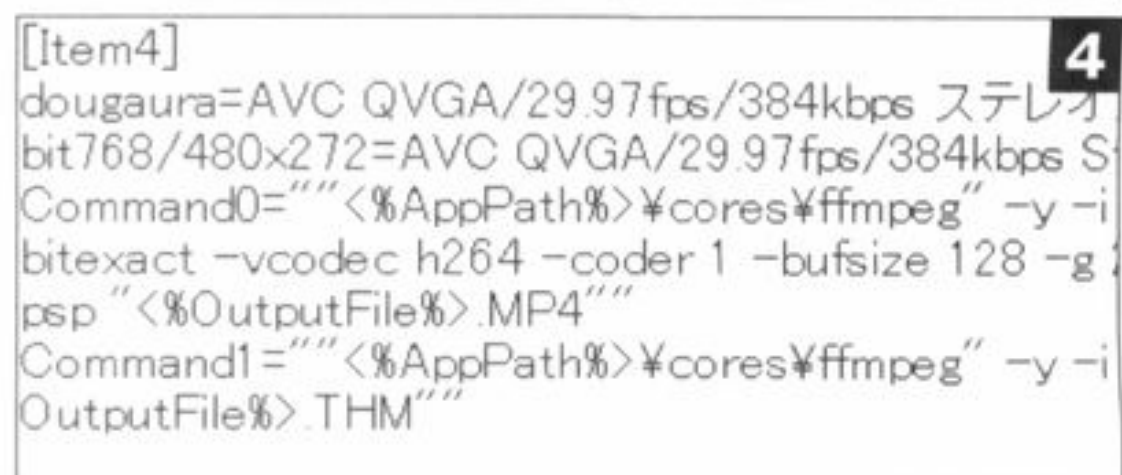 [Item4]
4
dougaura=AVC QVGA/29.97fps/384kbps ステレオ
bit768/480x272=AVC QVGA/29.97fps/384kbps
Command0=""<%AppPath%>¥cores¥ffmpeg" -y -i
bitexact -vcodec h264 -coder 1 -bufsize 128 -g
psp "<%OutputFile%>.MP4""
Command1=""<%AppPath%>¥cores¥ffmpeg" -y -i
OutputFile%>.THM""